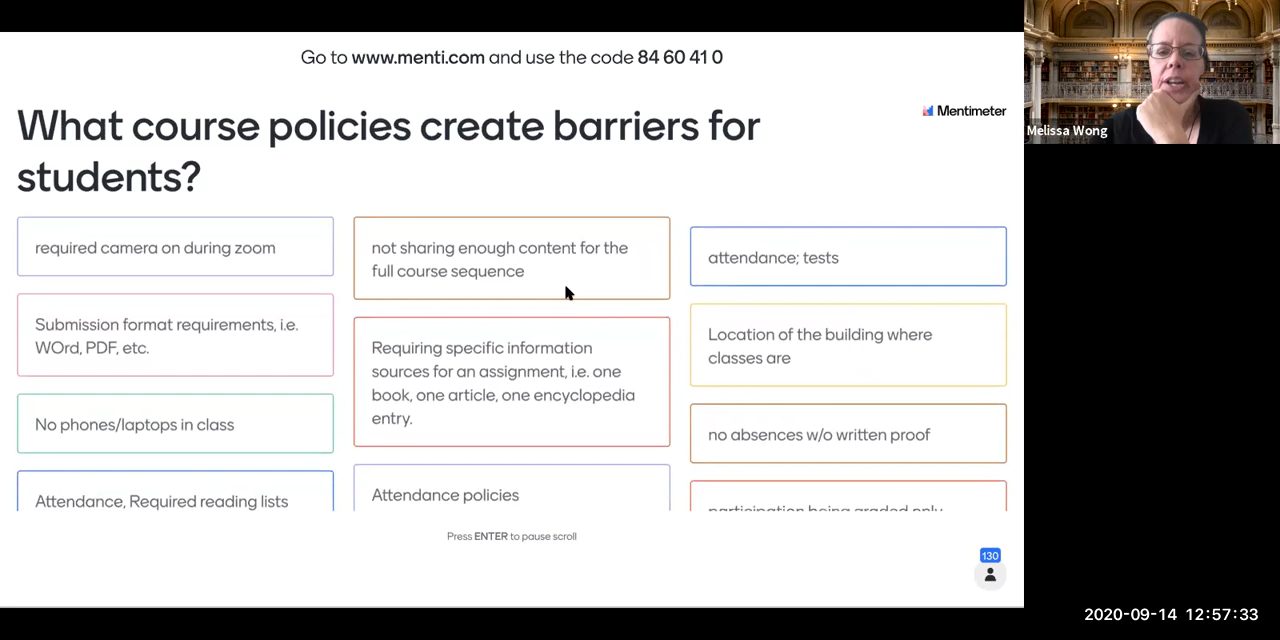 Go to www.menti.com and use the code 84 60 41 0
Mentimeter
What course policies create barriers for
students?
required camera on during zoom
Submission format requirements, i.e.
WOrd, PDF, etc.
No phones/laptops in class
Attendance, Required reading lists
not sharing enough content for the
full course sequence
Requiring specific information
sources for an assignment, i.e. one
book, one article, one encyclopedia
entry.
Attendance policies
attendance; tests
Location of the building where
classes are
no absences w/o written proof
participation being graded only
Press ENTER to pause scroll
130
Melissa Wong
2020-09-14 12:57:33